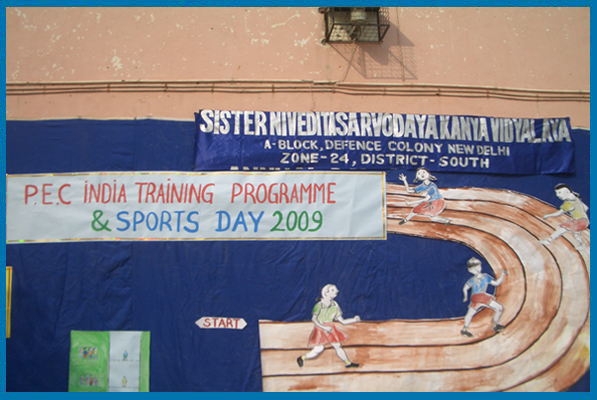 SISTER NIVEDITA SARVODAYA KANYA VIDYALAYA
A-BLOCK, DEFENCE COLONY NEW DELHI
ZONE-24, DISTRICT-SOUTH
P.E.C INDIA TRAINING PROGRAMME
& SPORTS DAY 2009
START